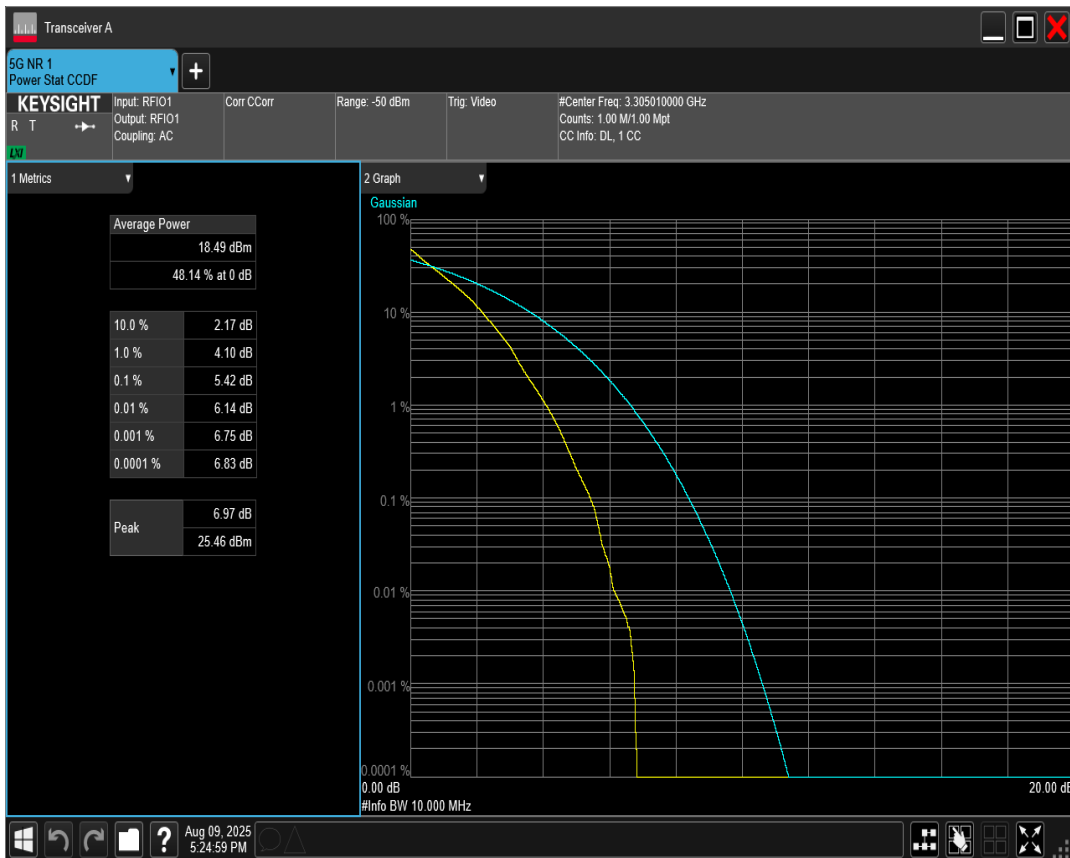 Transceiver A
5G NR 1
Power Stat CCDF
+
KEYSIGHT
R T
LXI
Input: RFIO1
Output: RFIO1
Coupling: AC
Corr CCorr
Range: -50 dBm
Trig: Video
#Center Freq: 3.305010000 GHz
Counts: 1.00 M/1.00 Mpt
CC Info: DL, 1 CC
1 Metrics
Average Power
18.49 dBm
48.14 % at 0 dB
10.0 % 2.17 dB
1.0 % 4.10 dB
0.1 % 5.42 dB
0.01 % 6.14 dB
0.001 % 6.75 dB
0.0001 % 6.83 dB
Peak
6.97 dB
25.46 dBm
2 Graph
Gaussian
100 %
10 %
1 %
0.1 %
0.01 %
0.001 %
0.0001 %
0.00 dB 20.00 dB
#Info BW 10.000 MHz
?
Aug 09, 2025
5:24:59 PM